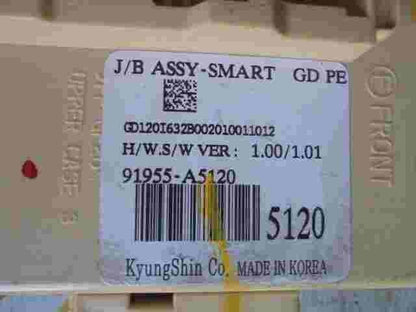 J/B ASSY-SMART GD PE
GD120I632B002010011012
H/W.S/W VER: 1.00/1.01
91955-A5120
5120
KyungShin Co. MADE IN KOREA
FRONT
UPPER CASE